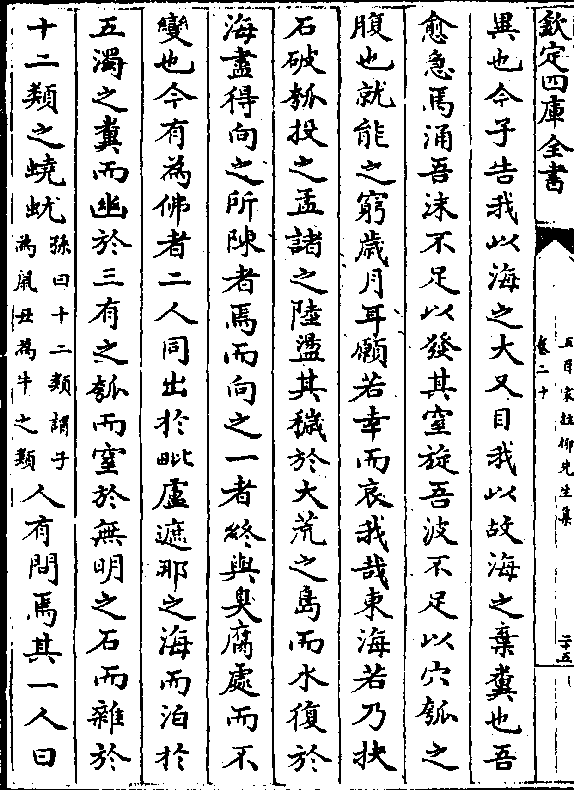 欽定四庫全書
五百家註柳先生集
卷二十
二十五
異也今子告我以海之大又目我以故海之棄糞也吾
愈急焉涌吾沫不足以發其窒旋吾波不足以穴瓠之
腹也就能之窮歲月耳願若幸而哀我哉東海若乃抉
石破瓠投之孟諸之陸盪其穢於大荒之島而水復於
海盡得向之所陳者焉而向之一者終與臭腐處而不
變也今有為佛者二人同出於毗盧遮那之海而泊於
五濁之糞而幽於三有之瓠而窒於無明之石而雜於
十二類之蟯蚘
孫曰十二類謂子
為鼠丑為牛之類
人有問焉其一人曰